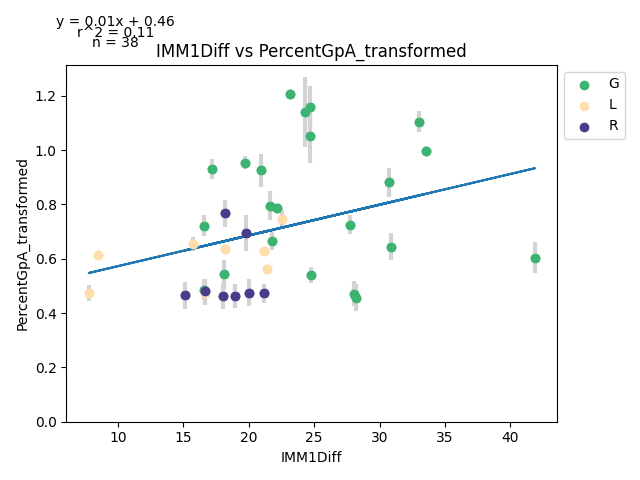 y = 0.01x + 0.46
r^2 = 0.11
n = 38
IMM1Diff vs PercentGpA_transformed
G
L
R
PercentGpA_transformed
1.2
1.0
0.8
0.6
0.4
0.2
0.0
10 15 20 25 30 35 40
IMM1Diff